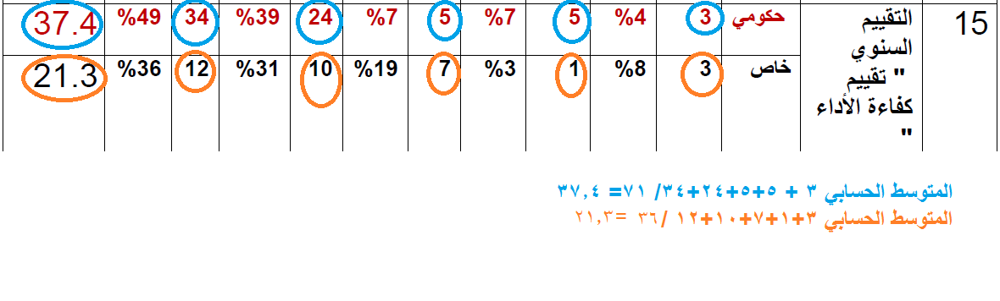 15 التقييم حكومي 3 %4 5 %7 5 %7 24 %39 34 %49 37.4
السنوي
" تقييم خاص 3 %8 1 %3 7 %19 10 %31 12 %36 21.3
كفاءة الأداء
"
المتوسط الحسابي ٣ + ٥+٥+٢٤+٣٤/ ٧١= ٣٧,٤
المتوسط الحسابي ٣+١+٧+١٠+١٢ /٣٦ =٢١,٣